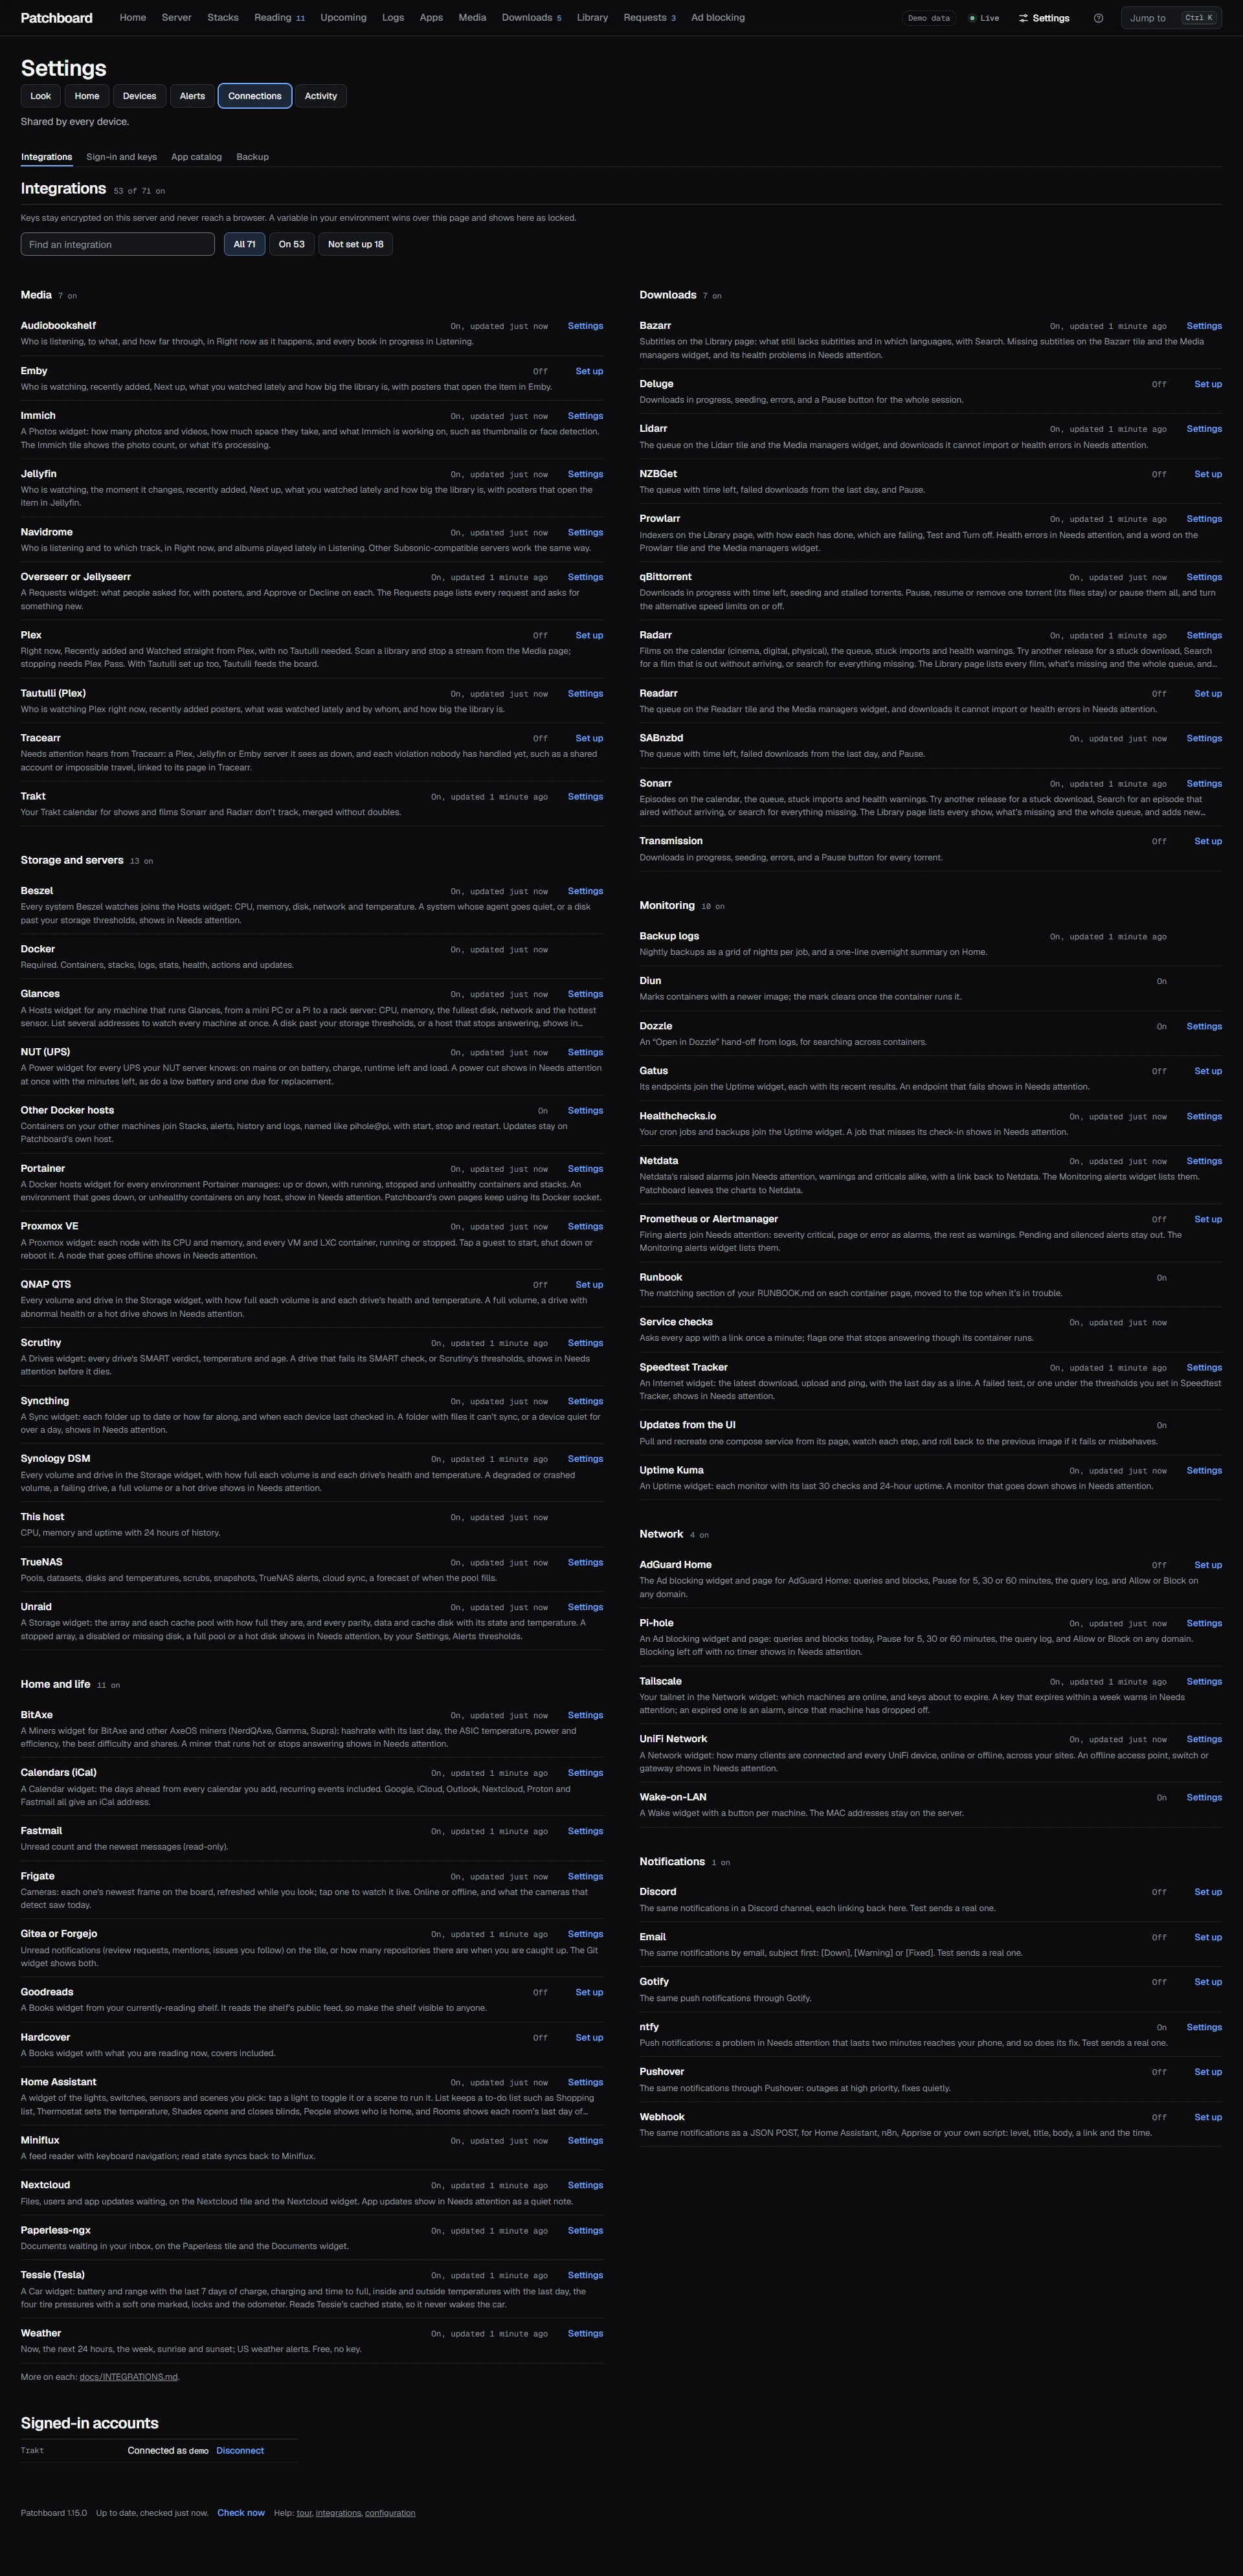 Patchboard Home Server Stacks Reading 11 Upcoming Logs Apps Media Downloads 5 Library Requests 3 Ad blocking Demo data Live Settings Jump to Ctrl K
Settings
Look Home Devices Alerts Connections Activity
Shared by every device.
Integrations Sign-in and keys App catalog Backup
Integrations 53 of 71 on
Keys stay encrypted on this server and never reach a browser. A variable in your environment wins over this page and shows here as locked.
Find an integration All 71 On 53 Not set up 18
Media 7 on
Audiobookshelf On, updated just now Settings
Who is listening, to what, and how far through, in Right now as it happens, and every book in progress in Listening.
Emby Off Set up
Who is watching, recently added, Next up, what you watched lately and how big the library is, with posters that open the item in Emby.
Immich On, updated just now Settings
A Photos widget: how many photos and videos, how much space they take, and what Immich is working on, such as thumbnails or face detection.
The Immich tile shows the photo count, or what it's processing.
Jellyfin On, updated just now Settings
Who is watching, the moment it changes, recently added, Next up, what you watched lately and how big the library is, with posters that open the
item in Jellyfin.
Navidrome On, updated just now Settings
Who is listening and to which track, in Right now, and albums played lately in Listening. Other Subsonic-compatible servers work the same way.
Overseerr or Jellyseerr On, updated 1 minute ago Settings
A Requests widget: what people asked for, with posters, and Approve or Decline on each. The Requests page lists every request and asks for
something new.
Plex Off Set up
Right now, Recently added and Watched straight from Plex, with no Tautulli needed. Scan a library and stop a stream from the Media page;
stopping needs Plex Pass. With Tautulli set up too, Tautulli feeds the board.
Tautulli (Plex) On, updated just now Settings
Who is watching Plex right now, recently added posters, what was watched lately and by whom, and how big the library is.
Tracearr Off Set up
Needs attention hears from Tracearr: a Plex, Jellyfin or Emby server it sees as down, and each violation nobody has handled yet, such as a shared
account or impossible travel, linked to its page in Tracearr.
Trakt On, updated 1 minute ago Settings
Your Trakt calendar for shows and films Sonarr and Radarr don't track, merged without doubles.
Storage and servers 13 on
Beszel On, updated just now Settings
Every system Beszel watches joins the Hosts widget: CPU, memory, disk, network and temperature. A system whose agent goes quiet, or a disk
past your storage thresholds, shows in Needs attention.
Docker On, updated just now
Required. Containers, stacks, logs, stats, health, actions and updates.
Glances On, updated just now Settings
A Hosts widget for any machine that runs Glances, from a mini PC or a Pi to a rack server: CPU, memory, the fullest disk, network and the hottest
sensor. List several addresses to watch every machine at once. A disk past your storage thresholds, or a host that stops answering, shows in…
NUT (UPS) On, updated just now Settings
A Power widget for every UPS your NUT server knows: on mains or on battery, charge, runtime left and load. A power cut shows in Needs attention
at once with the minutes left, as do a low battery and one due for replacement.
Other Docker hosts On Settings
Containers on your other machines join Stacks, alerts, history and logs, named like pihole@pi, with start, stop and restart. Updates stay on
Patchboard's own host.
Portainer On, updated just now Settings
A Docker hosts widget for every environment Portainer manages: up or down, with running, stopped and unhealthy containers and stacks. An
environment that goes down, or unhealthy containers on any host, show in Needs attention. Patchboard's own pages keep using its Docker socket.
Proxmox VE On, updated just now Settings
A Proxmox widget: each node with its CPU and memory, and every VM and LXC container, running or stopped. Tap a guest to start, shut down or
reboot it. A node that goes offline shows in Needs attention.
QNAP QTS Off Set up
Every volume and drive in the Storage widget, with how full each volume is and each drive's health and temperature. A full volume, a drive with
abnormal health or a hot drive shows in Needs attention.
Scrutiny On, updated 1 minute ago Settings
A Drives widget: every drive's SMART verdict, temperature and age. A drive that fails its SMART check, or Scrutiny's thresholds, shows in Needs
attention before it dies.
Syncthing On, updated just now Settings
A Sync widget: each folder up to date or how far along, and when each device last checked in. A folder with files it can't sync, or a device quiet for
over a day, shows in Needs attention.
Synology DSM On, updated 1 minute ago Settings
Every volume and drive in the Storage widget, with how full each volume is and each drive's health and temperature. A degraded or crashed
volume, a failing drive, a full volume or a hot drive shows in Needs attention.
This host On, updated just now
CPU, memory and uptime with 24 hours of history.
TrueNAS On, updated just now Settings
Pools, datasets, disks and temperatures, scrubs, snapshots, TrueNAS alerts, cloud sync, a forecast of when the pool fills.
Unraid On, updated just now Settings
A Storage widget: the array and each cache pool with how full they are, and every parity, data and cache disk with its state and temperature. A
stopped array, a disabled or missing disk, a full pool or a hot disk shows in Needs attention, by your Settings, Alerts thresholds.
Home and life 11 on
BitAxe On, updated just now Settings
A Miners widget for BitAxe and other AxeOS miners (NerdQAxe, Gamma, Supra): hashrate with its last day, the ASIC temperature, power and
efficiency, the best difficulty and shares. A miner that runs hot or stops answering shows in Needs attention.
Calendars (iCal) On, updated 1 minute ago Settings
A Calendar widget: the days ahead from every calendar you add, recurring events included. Google, iCloud, Outlook, Nextcloud, Proton and
Fastmail all give an iCal address.
Fastmail On, updated 1 minute ago Settings
Unread count and the newest messages (read-only).
Frigate On, updated just now Settings
Cameras: each one's newest frame on the board, refreshed while you look; tap one to watch it live. Online or offline, and what the cameras that
detect saw today.
Gitea or Forgejo On, updated 1 minute ago Settings
Unread notifications (review requests, mentions, issues you follow) on the tile, or how many repositories there are when you are caught up. The Git
widget shows both.
Goodreads Off Set up
A Books widget from your currently-reading shelf. It reads the shelf's public feed, so make the shelf visible to anyone.
Hardcover Off Set up
A Books widget with what you are reading now, covers included.
Home Assistant On, updated just now Settings
A widget of the lights, switches, sensors and scenes you pick: tap a light to toggle it or a scene to run it. List keeps a to-do list such as Shopping
list, Thermostat sets the temperature, Shades opens and closes blinds, People shows who is home, and Rooms shows each room's last day of…
Miniflux On, updated just now Settings
A feed reader with keyboard navigation; read state syncs back to Miniflux.
Nextcloud On, updated 1 minute ago Settings
Files, users and app updates waiting, on the Nextcloud tile and the Nextcloud widget. App updates show in Needs attention as a quiet note.
Paperless-ngx On, updated 1 minute ago Settings
Documents waiting in your inbox, on the Paperless tile and the Documents widget.
Tessie (Tesla) On, updated 1 minute ago Settings
A Car widget: battery and range with the last 7 days of charge, charging and time to full, inside and outside temperatures with the last day, the
four tire pressures with a soft one marked, locks and the odometer. Reads Tessie's cached state, so it never wakes the car.
Weather On, updated 1 minute ago Settings
Now, the next 24 hours, the week, sunrise and sunset; US weather alerts. Free, no key.
More on each: docs/INTEGRATIONS.md.
Downloads 7 on
Bazarr On, updated 1 minute ago Settings
Subtitles on the Library page: what still lacks subtitles and in which languages, with Search. Missing subtitles on the Bazarr tile and the Media
managers widget, and its health problems in Needs attention.
Deluge Off Set up
Downloads in progress, seeding, errors, and a Pause button for the whole session.
Lidarr On, updated 1 minute ago Settings
The queue on the Lidarr tile and the Media managers widget, and downloads it cannot import or health errors in Needs attention.
NZBGet Off Set up
The queue with time left, failed downloads from the last day, and Pause.
Prowlarr On, updated 1 minute ago Settings
Indexers on the Library page, with how each has done, which are failing, Test and Turn off. Health errors in Needs attention, and a word on the
Prowlarr tile and the Media managers widget.
qBittorrent On, updated just now Settings
Downloads in progress with time left, seeding and stalled torrents. Pause, resume or remove one torrent (its files stay) or pause them all, and turn
the alternative speed limits on or off.
Radarr On, updated 1 minute ago Settings
Films on the calendar (cinema, digital, physical), the queue, stuck imports and health warnings. Try another release for a stuck download, Search
for a film that is out without arriving, or search for everything missing. The Library page lists every film, what's missing and the whole queue, and…
Readarr Off Set up
The queue on the Readarr tile and the Media managers widget, and downloads it cannot import or health errors in Needs attention.
SABnzbd On, updated just now Settings
The queue with time left, failed downloads from the last day, and Pause.
Sonarr On, updated 1 minute ago Settings
Episodes on the calendar, the queue, stuck imports and health warnings. Try another release for a stuck download, Search for an episode that
aired without arriving, or search for everything missing. The Library page lists every show, what's missing and the whole queue, and adds new…
Transmission Off Set up
Downloads in progress, seeding, errors, and a Pause button for every torrent.
Monitoring 10 on
Backup logs On, updated 1 minute ago
Nightly backups as a grid of nights per job, and a one-line overnight summary on Home.
Diun On
Marks containers with a newer image; the mark clears once the container runs it.
Dozzle On Settings
An “Open in Dozzle” hand-off from logs, for searching across containers.
Gatus Off Set up
Its endpoints join the Uptime widget, each with its recent results. An endpoint that fails shows in Needs attention.
Healthchecks.io On, updated just now Settings
Your cron jobs and backups join the Uptime widget. A job that misses its check-in shows in Needs attention.
Netdata On, updated just now Settings
Netdata's raised alarms join Needs attention, warnings and criticals alike, with a link back to Netdata. The Monitoring alerts widget lists them.
Patchboard leaves the charts to Netdata.
Prometheus or Alertmanager Off Set up
Firing alerts join Needs attention: severity critical, page or error as alarms, the rest as warnings. Pending and silenced alerts stay out. The
Monitoring alerts widget lists them.
Runbook On
The matching section of your RUNBOOK.md on each container page, moved to the top when it's in trouble.
Service checks On, updated just now
Asks every app with a link once a minute; flags one that stops answering though its container runs.
Speedtest Tracker On, updated 1 minute ago Settings
An Internet widget: the latest download, upload and ping, with the last day as a line. A failed test, or one under the thresholds you set in Speedtest
Tracker, shows in Needs attention.
Updates from the UI On
Pull and recreate one compose service from its page, watch each step, and roll back to the previous image if it fails or misbehaves.
Uptime Kuma On, updated just now Settings
An Uptime widget: each monitor with its last 30 checks and 24-hour uptime. A monitor that goes down shows in Needs attention.
Network 4 on
AdGuard Home Off Set up
The Ad blocking widget and page for AdGuard Home: queries and blocks, Pause for 5, 30 or 60 minutes, the query log, and Allow or Block on
any domain.
Pi-hole On, updated just now Settings
An Ad blocking widget and page: queries and blocks today, Pause for 5, 30 or 60 minutes, the query log, and Allow or Block on any domain.
Blocking left off with no timer shows in Needs attention.
Tailscale On, updated 1 minute ago Settings
Your tailnet in the Network widget: which machines are online, and keys about to expire. A key that expires within a week warns in Needs
attention; an expired one is an alarm, since that machine has dropped off.
UniFi Network On, updated just now Settings
A Network widget: how many clients are connected and every UniFi device, online or offline, across your sites. An offline access point, switch or
gateway shows in Needs attention.
Wake-on-LAN On Settings
A Wake widget with a button per machine. The MAC addresses stay on the server.
Notifications 1 on
Discord Off Set up
The same notifications in a Discord channel, each linking back here. Test sends a real one.
Email Off Set up
The same notifications by email, subject first: [Down], [Warning] or [Fixed]. Test sends a real one.
Gotify Off Set up
The same push notifications through Gotify.
ntfy On Settings
Push notifications: a problem in Needs attention that lasts two minutes reaches your phone, and so does its fix. Test sends a real one.
Pushover Off Set up
The same notifications through Pushover: outages at high priority, fixes quietly.
Webhook Off Set up
The same notifications as a JSON POST, for Home Assistant, n8n, Apprise or your own script: level, title, body, a link and the time.
Signed-in accounts
Trakt Connected as demo Disconnect
Patchboard 1.15.0 Up to date, checked just now. Check now Help: tour, integrations, configuration